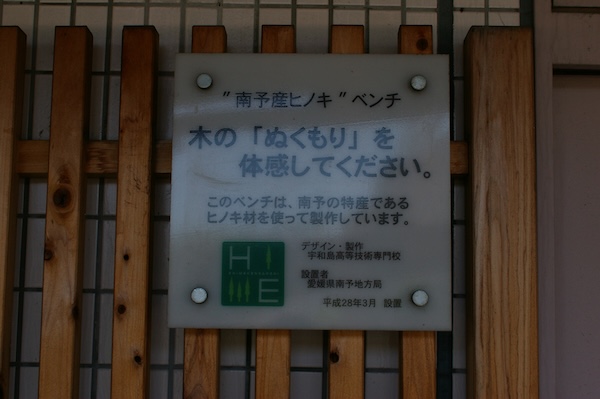 ”南予産ヒノキ”ベンチ
木の「ぬくもり」を
体感してください。
このベンチは、南予の特産である
ヒノキ材を使って製作しています。
H
E
デザイン・製作
宇和島高等技術専門校
設置者
愛媛県南予地方局
平成28年3月 設置